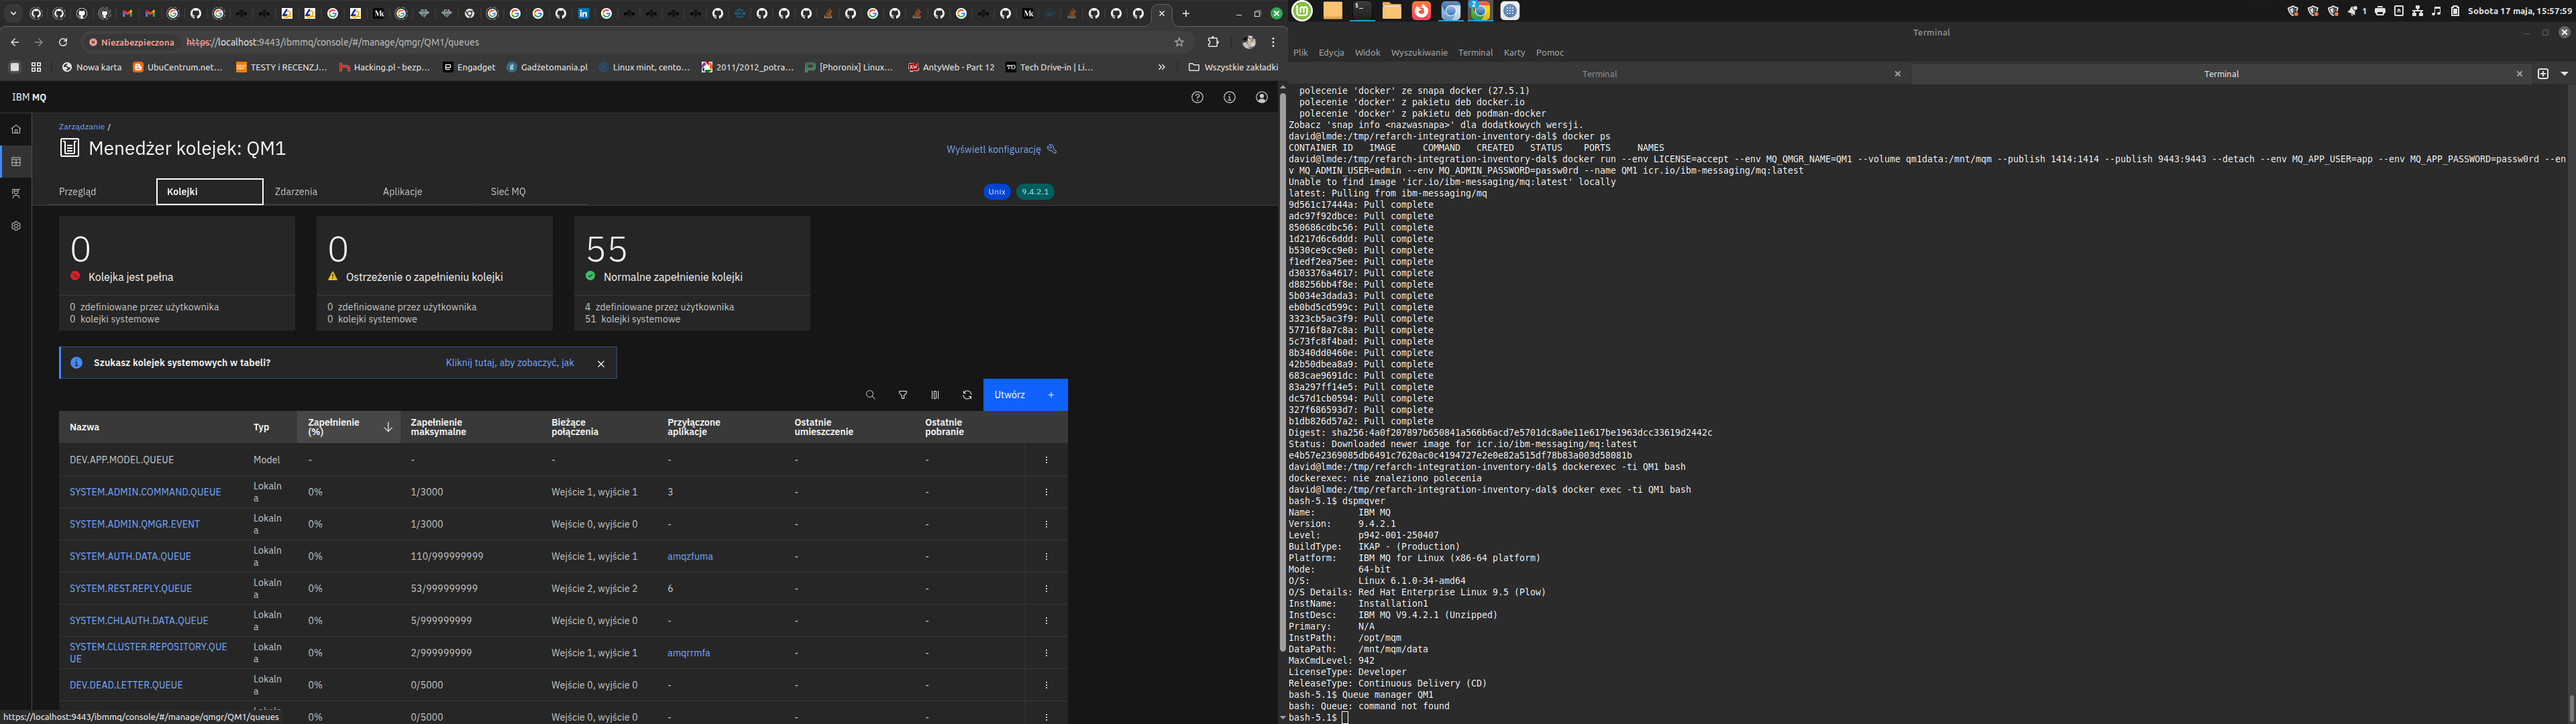 Niezabezpieczona https://localhost:9443/ibmmq/console/#/manage/qmgr/QM1/queues
Nowa karta UbuCentrum.net... TESTY i RECENZJ... Hacking.pl - bezp... Engadget Gadżetomania.pl Linux mint, cento... 2011/2012_potra... [Phoronix] Linux... AntyWeb - Part 12 Tech Drive-in | Li... » Wszystkie zakładki
IBM MQ
Zarządzanie /
Menedżer kolejek: QM1
Wyświetl konfigurację
Przegląd Kolejki Zdarzenia Aplikacje Sieć MQ Unix 9.4.2.1
0 0 55
Kolejka jest pełna Ostrzeżenie o zapełnieniu kolejki Normalne zapełnienie kolejki
0 zdefiniowane przez użytkownika 0 zdefiniowane przez użytkownika 4 zdefiniowane przez użytkownika
0 kolejki systemowe 0 kolejki systemowe 51 kolejki systemowe
Szukasz kolejek systemowych w tabeli? Kliknij tutaj, aby zobaczyć, jak
Utwórz +
Nazwa Typ Zapełnienie (%) Zapełnienie maksymalne Bieżące połączenia Przyłączone aplikacje Ostatnie umieszczenie Ostatnie pobranie
DEV.APP.MODEL.QUEUE Model - - - - - -
SYSTEM.ADMIN.COMMAND.QUEUE Lokalna 0% 1/3000 Wejście 1, wyjście 1 3 - -
SYSTEM.ADMIN.QMGR.EVENT Lokalna 0% 1/3000 Wejście 0, wyjście 0 - - -
SYSTEM.AUTH.DATA.QUEUE Lokalna 0% 110/999999999 Wejście 1, wyjście 1 amqzfuma - -
SYSTEM.REST.REPLY.QUEUE Lokalna 0% 53/999999999 Wejście 2, wyjście 2 6 - -
SYSTEM.CHLAUTH.DATA.QUEUE Lokalna 0% 5/999999999 Wejście 0, wyjście 0 - - -
SYSTEM.CLUSTER.REPOSITORY.QUEUE Lokalna 0% 2/999999999 Wejście 1, wyjście 1 amqrrmfa - -
DEV.DEAD.LETTER.QUEUE Lokalna 0% 0/5000 Wejście 0, wyjście 0 - - -
0% 0/5000 Wejście 0, wyjście 0 - - -
https://localhost:9443/ibmmq/console/#/manage/qmgr/QM1/queues
2 1 Sobota 17 maja, 15:57:59
Terminal
Plik Edycja Widok Wyszukiwanie Terminal Karty Pomoc
Terminal Terminal
polecenie 'docker' ze snapa docker (27.5.1)
polecenie 'docker' z pakietu deb docker.io
polecenie 'docker' z pakietu deb podman-docker
Zobacz 'snap info <nazwasnapa>' dla dodatkowych wersji.
david@lmde:/tmp/refarch-integration-inventory-dal$ docker ps
CONTAINER ID IMAGE COMMAND CREATED STATUS PORTS NAMES
david@lmde:/tmp/refarch-integration-inventory-dal$ docker run --env LICENSE=accept --env MQ_QMGR_NAME=QM1 --volume qm1data:/mnt/mqm --publish 1414:1414 --publish 9443:9443 --detach --env MQ_APP_USER=app --env MQ_APP_PASSWORD=passw0rd --en
v MQ_ADMIN_USER=admin --env MQ_ADMIN_PASSWORD=passw0rd --name QM1 icr.io/ibm-messaging/mq:latest
Unable to find image 'icr.io/ibm-messaging/mq:latest' locally
latest: Pulling from ibm-messaging/mq
9d561c17444a: Pull complete
adc97f92dbce: Pull complete
850686cdbc56: Pull complete
1d217d6c6ddd: Pull complete
b530ce9cc9e0: Pull complete
f1edf2ea75ee: Pull complete
d303376a4617: Pull complete
d88256bb4f8e: Pull complete
5b034e3dada3: Pull complete
eb0bd5cd599c: Pull complete
3323cb5ac3f9: Pull complete
57716f8a7c8a: Pull complete
5c73fc8f4bad: Pull complete
8b340dd0460e: Pull complete
42b50dbea8a9: Pull complete
683cae9691dc: Pull complete
83a297ff14e5: Pull complete
dc57d1cb0594: Pull complete
327f686593d7: Pull complete
b1db826d57a2: Pull complete
Digest: sha256:4a0f207897b650841a566b6acd7e5701dc8a0e11e617be1963dcc33619d2442c
Status: Downloaded newer image for icr.io/ibm-messaging/mq:latest
e4b57e2369085db6491c7620ac0c4194727e2e0e82a515df78b83a003d58081b
david@lmde:/tmp/refarch-integration-inventory-dal$ dockerexec -ti QM1 bash
dockerexec: nie znaleziono polecenia
david@lmde:/tmp/refarch-integration-inventory-dal$ docker exec -ti QM1 bash
bash-5.1$ dspmqver
Name: IBM MQ
Version: 9.4.2.1
Level: p942-001-250407
BuildType: IKAP - (Production)
Platform: IBM MQ for Linux (x86-64 platform)
Mode: 64-bit
O/S: Linux 6.1.0-34-amd64
O/S Details: Red Hat Enterprise Linux 9.5 (Plow)
InstName: Installation1
InstDesc: IBM MQ V9.4.2.1 (Unzipped)
Primary: N/A
InstPath: /opt/mqm
DataPath: /mnt/mqm/data
MaxCmdLevel: 942
LicenseType: Developer
ReleaseType: Continuous Delivery (CD)
bash-5.1$ Queue manager QM1
bash: Queue: command not found
bash-5.1$